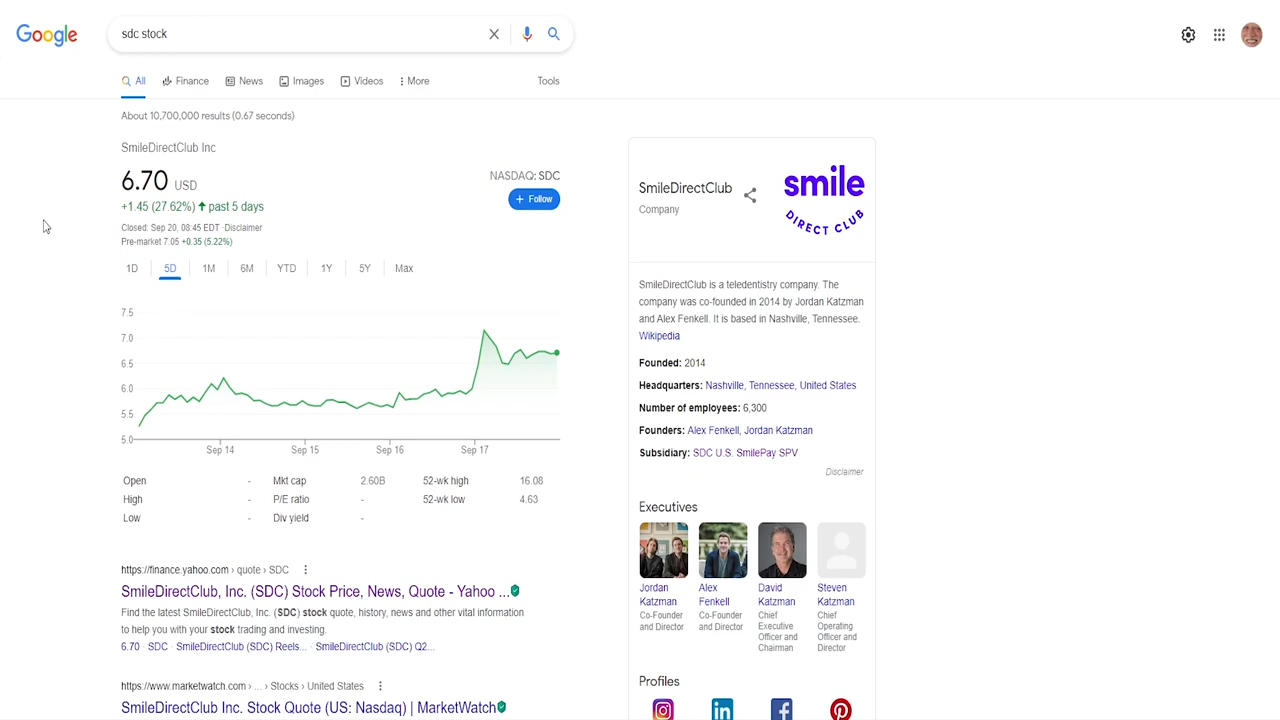 Google
sdc stock
All
Finance
News
Images
Videos
More
Tools
About 10,700,000 results (0.67 seconds)
SmileDirectClub Inc
6.70 USD
NASDAQ: SDC
+ Follow
+1.45 (27.62%) past 5 days
Closed: Sep 20, 08:45 EDT · Disclaimer
Pre-market 7.05 +0.35 (5.22%)
1D
5D
1M
6M
YTD
1Y
5Y
Max
7.5
7.0
6.5
6.0
5.5
5.0
Sep 14
Sep 15
Sep 16
Sep 17
Open - Mkt cap 2.60B 52-wk high 16.08
High - P/E ratio - 52-wk low 4.63
Low - Div yield -
https://finance.yahoo.com › quote › SDC
SmileDirectClub, Inc. (SDC) Stock Price, News, Quote - Yahoo ...
Find the latest SmileDirectClub, Inc. (SDC) stock quote, history, news and other vital information
to help you with your stock trading and investing.
6.70 · SDC · SmileDirectClub (SDC) Reels... · SmileDirectClub (SDC) Q2...
https://www.marketwatch.com › ... › Stocks › United States
SmileDirectClub Inc. Stock Quote (US: Nasdaq) | MarketWatch
SmileDirectClub
Company
smile
DIRECT CLUB
SmileDirectClub is a teledentistry company. The
company was co-founded in 2014 by Jordan Katzman
and Alex Fenkell. It is based in Nashville, Tennessee.
Wikipedia
Founded: 2014
Headquarters: Nashville, Tennessee, United States
Number of employees: 6,300
Founders: Alex Fenkell, Jordan Katzman
Subsidiary: SDC U.S. SmilePay SPV
Disclaimer
Executives
Jordan
Katzman
Co-Founder
and Director
Alex
Fenkell
Co-Founder
and Director
David
Katzman
Chief
Executive
Officer and
Chairman
Steven
Katzman
Chief
Operating
Officer and
Director
Profiles